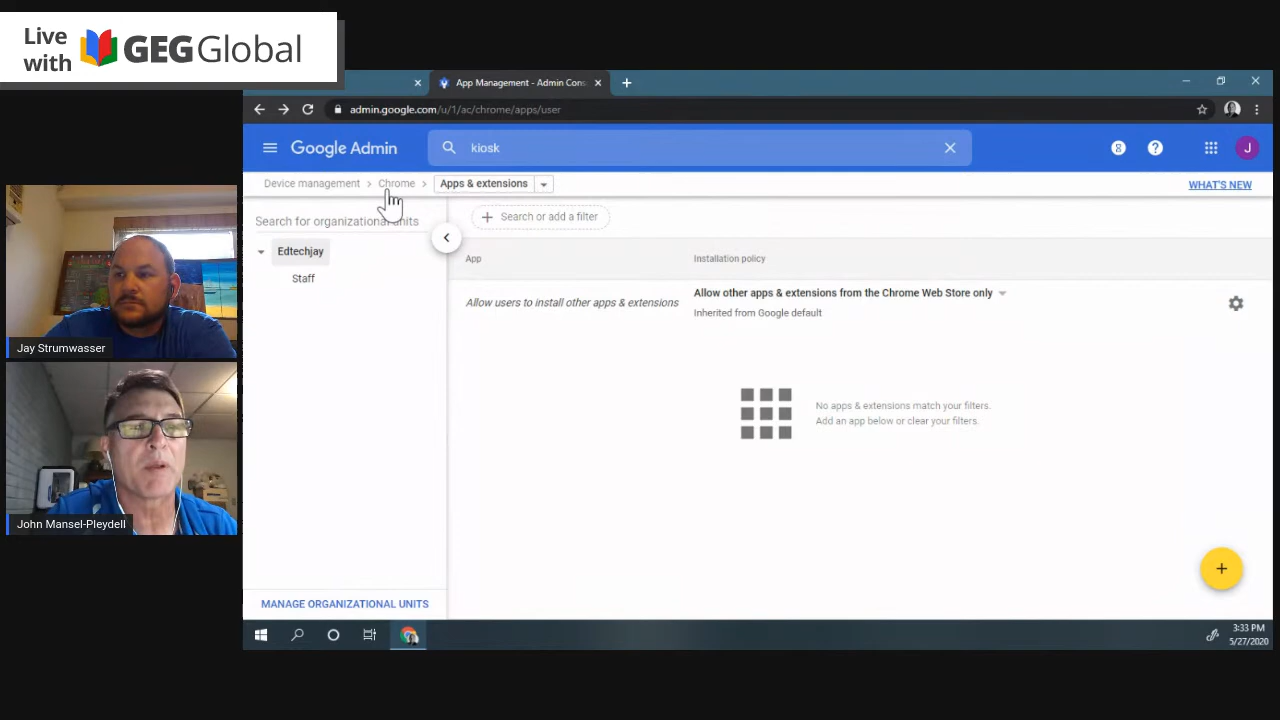 Live
with
GEG Global
App Management - Admin Cons
admin.google.com/u/1/ac/chrome/apps/user
Google Admin
kiosk
J
Device management > Chrome > Apps & extensions
WHAT'S NEW
Search for organizational units
Search or add a filter
Edtechjay
Staff
App
Installation policy
Allow users to install other apps & extensions
Allow other apps & extensions from the Chrome Web Store only
Inherited from Google default
No apps & extensions match your filters.
Add an app below or clear your filters.
MANAGE ORGANIZATIONAL UNITS
Jay Strumwasser
John Mansel-Pleydell
3:33 PM
5/27/2020